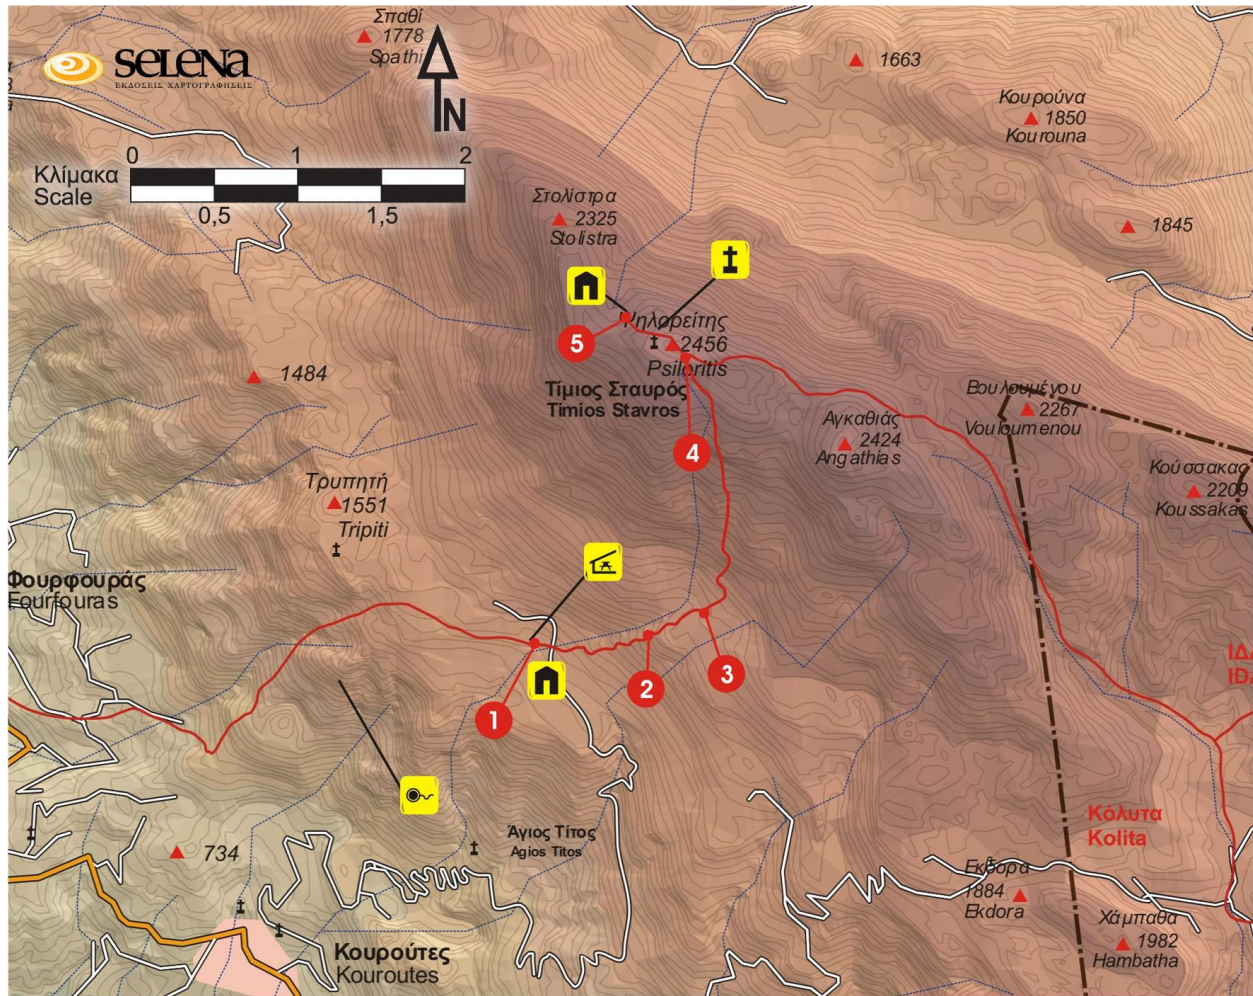 Σπαθί
1778
Spathi
SELENA
ΕΚΔΟΣΕΙΣ ΧΑΡΤΟΓΡΑΦΗΣΕΙΣ
N
1663
Κουρούνα
1850
Kourouna
0 1 2
Κλίμακα
Scale
0,5 1,5
Στολίστρα
2325
Stolistra
1845
Ψηλορείτης
2456
Psiloritis
5
Τίμιος Σταυρός
Timios Stavros
1484
Βουλουμένου
2267
Vouloumenou
Αγκαθιάς
2424
Angathias
4
Κούσσακας
2209
Koussakas
Τρυπητή
1551
Tripiti
Φουρφουράς
Fourfouras
1
2
3
ΙΔΑ
IDA
Κόλυτα
Kolita
Άγιος Τίτος
Agios Titos
734
Εκδορα
1884
Ekdora
Χάμπαθα
1982
Hambatha
Κουρούτες
Kouroutes